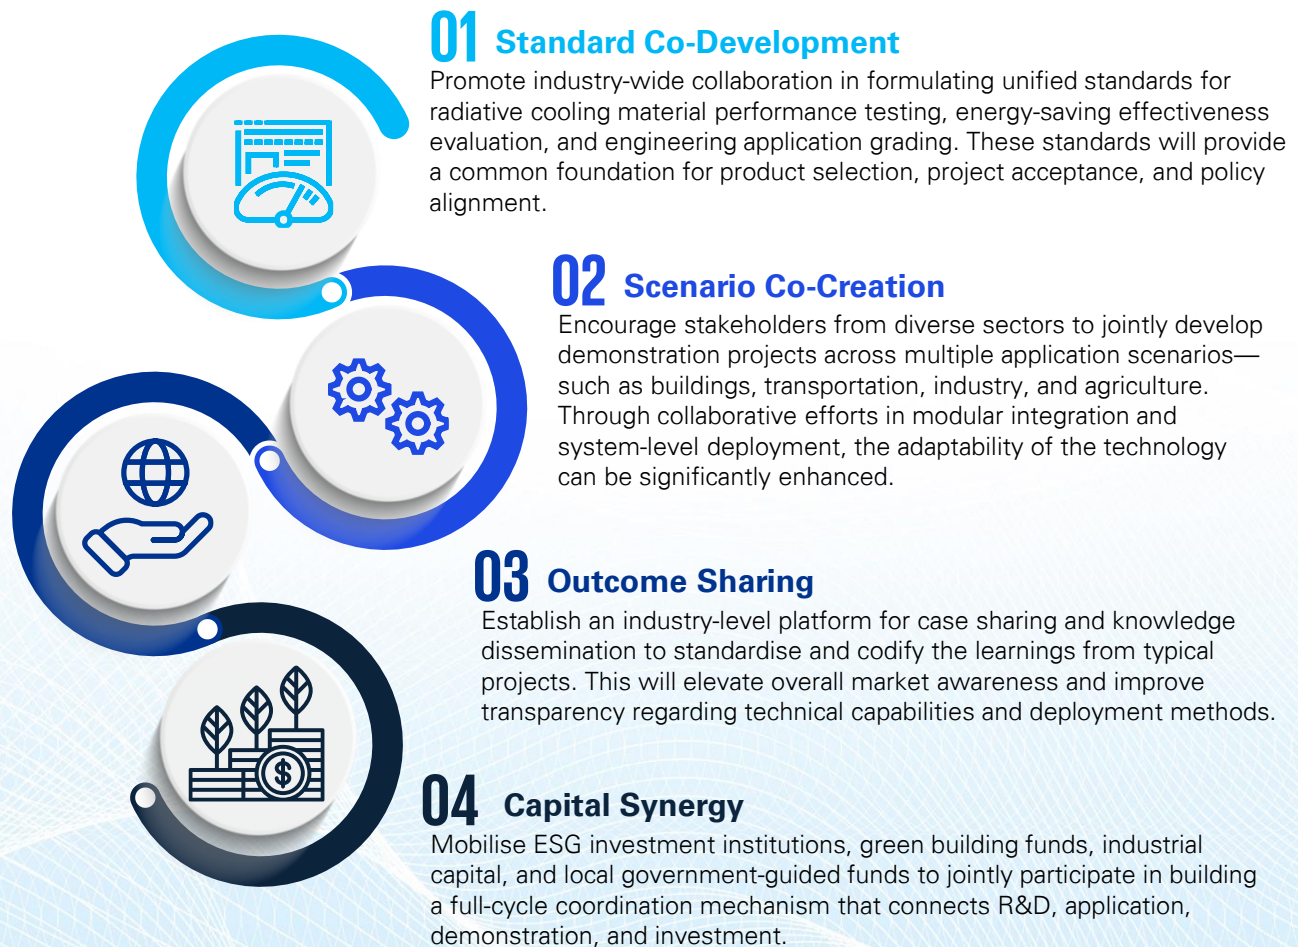 01 Standard Co-Development
Promote industry-wide collaboration in formulating unified standards for
radiative cooling material performance testing, energy-saving effectiveness
evaluation, and engineering application grading. These standards will provide
a common foundation for product selection, project acceptance, and policy
alignment.
02 Scenario Co-Creation
Encourage stakeholders from diverse sectors to jointly develop
demonstration projects across multiple application scenarios—
such as buildings, transportation, industry, and agriculture.
Through collaborative efforts in modular integration and
system-level deployment, the adaptability of the technology
can be significantly enhanced.
03 Outcome Sharing
Establish an industry-level platform for case sharing and knowledge
dissemination to standardise and codify the learnings from typical
projects. This will elevate overall market awareness and improve
transparency regarding technical capabilities and deployment methods.
$
04 Capital Synergy
Mobilise ESG investment institutions, green building funds, industrial
capital, and local government-guided funds to jointly participate in building
a full-cycle coordination mechanism that connects R&D, application,
demonstration, and investment.